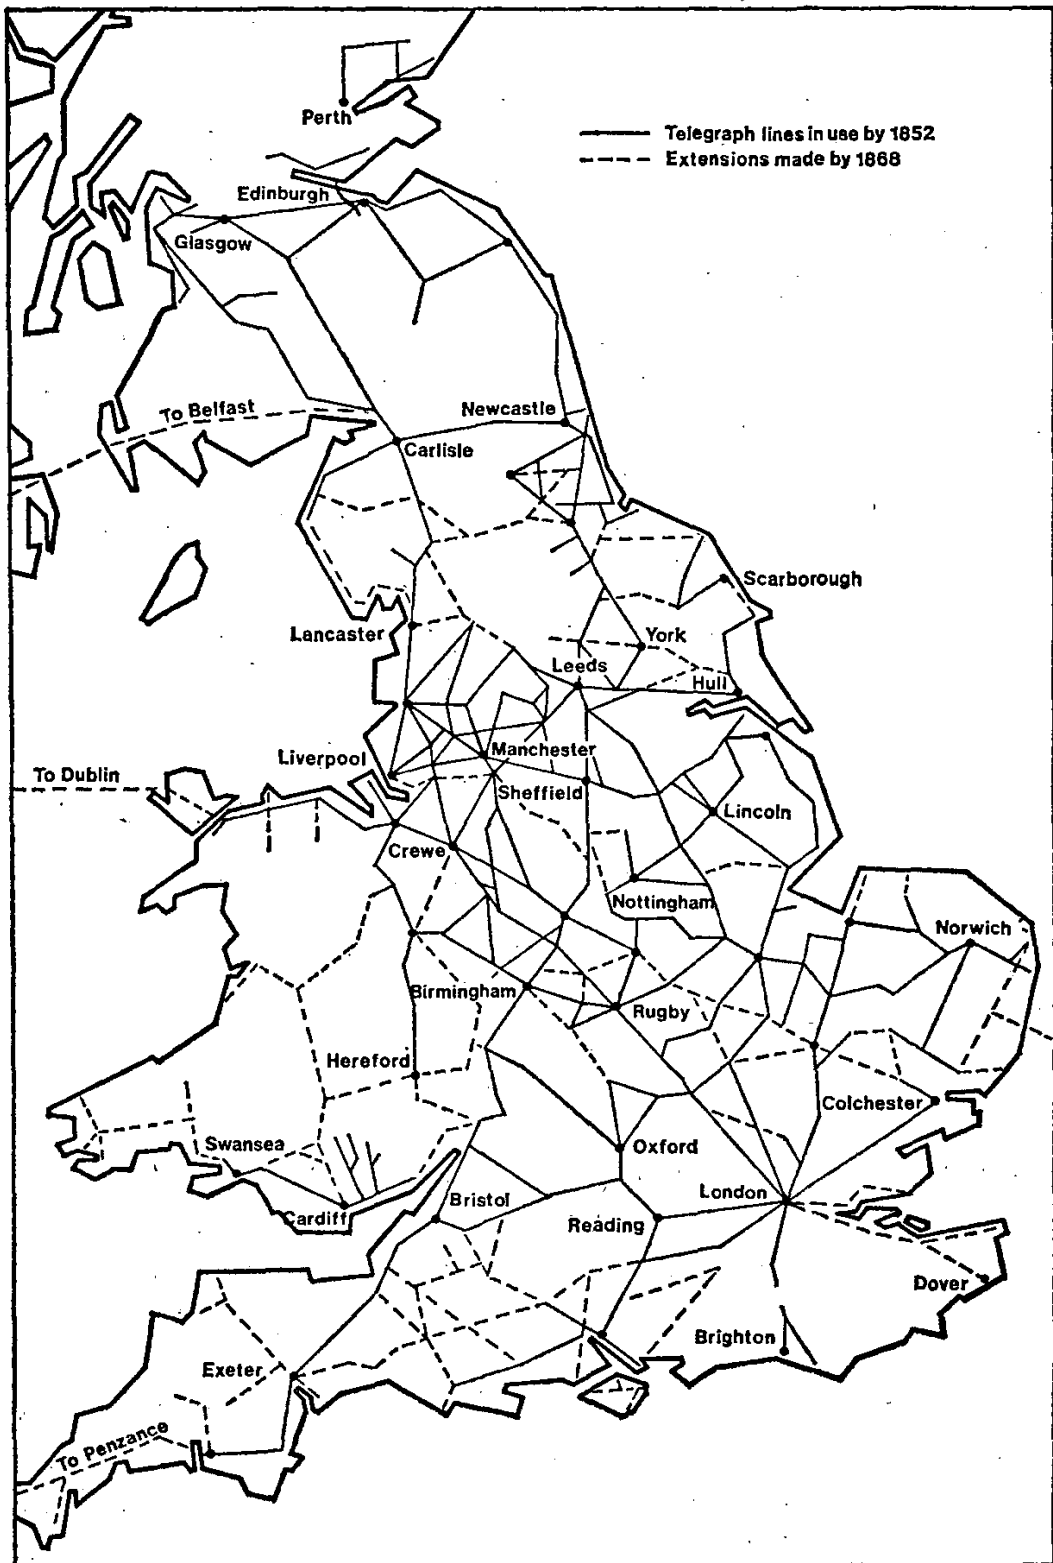 Perth
Telegraph lines in use by 1852
Extensions made by 1868
Edinburgh
Glasgow
To Belfast
Newcastle
Carlisle
Scarborough
Lancaster
York
Leeds
Hull
Liverpool
Manchester
To Dublin
Sheffield
Lincoln
Crewe
Nottingham
Norwich
Birmingham
Rugby
Hereford
Colchester
Swansea
Oxford
London
Bristol
Cardiff
Reading
Dover
Brighton
Exeter
To Penzance